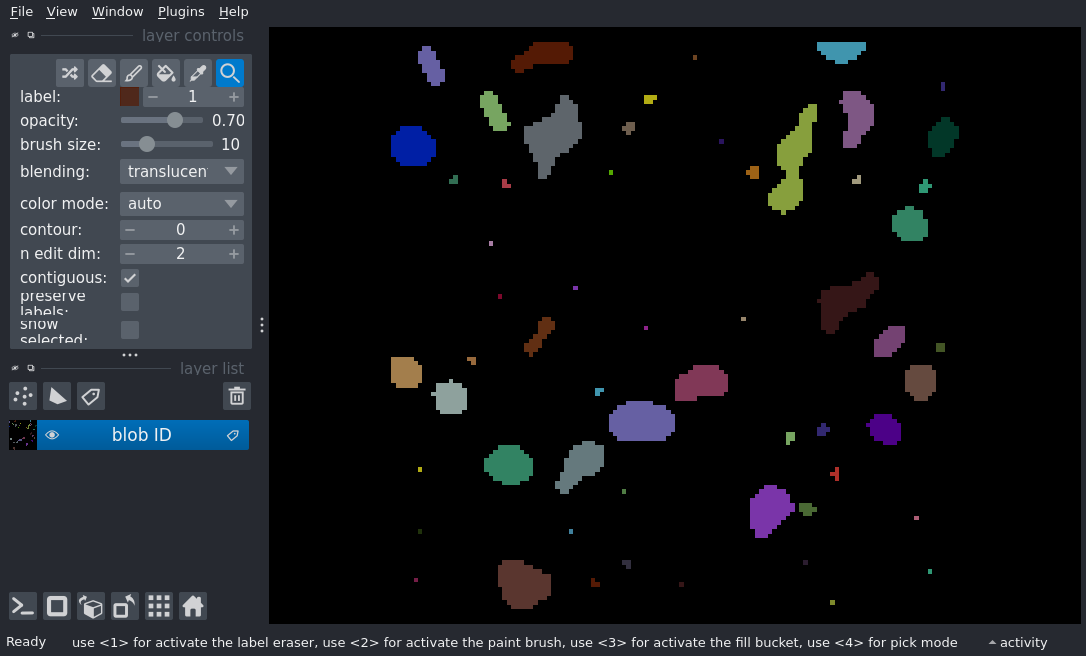 File View Window Plugins Help
layer controls
label: 1
opacity: 0.70
brush size: 10
blending: translucen
color mode: auto
contour: 0
n edit dim: 2
contiguous:
preserve
labels:
show
selected:
layer list
blob ID
Ready use <1> for activate the label eraser, use <2> for activate the paint brush, use <3> for activate the fill bucket, use <4> for pick mode activity